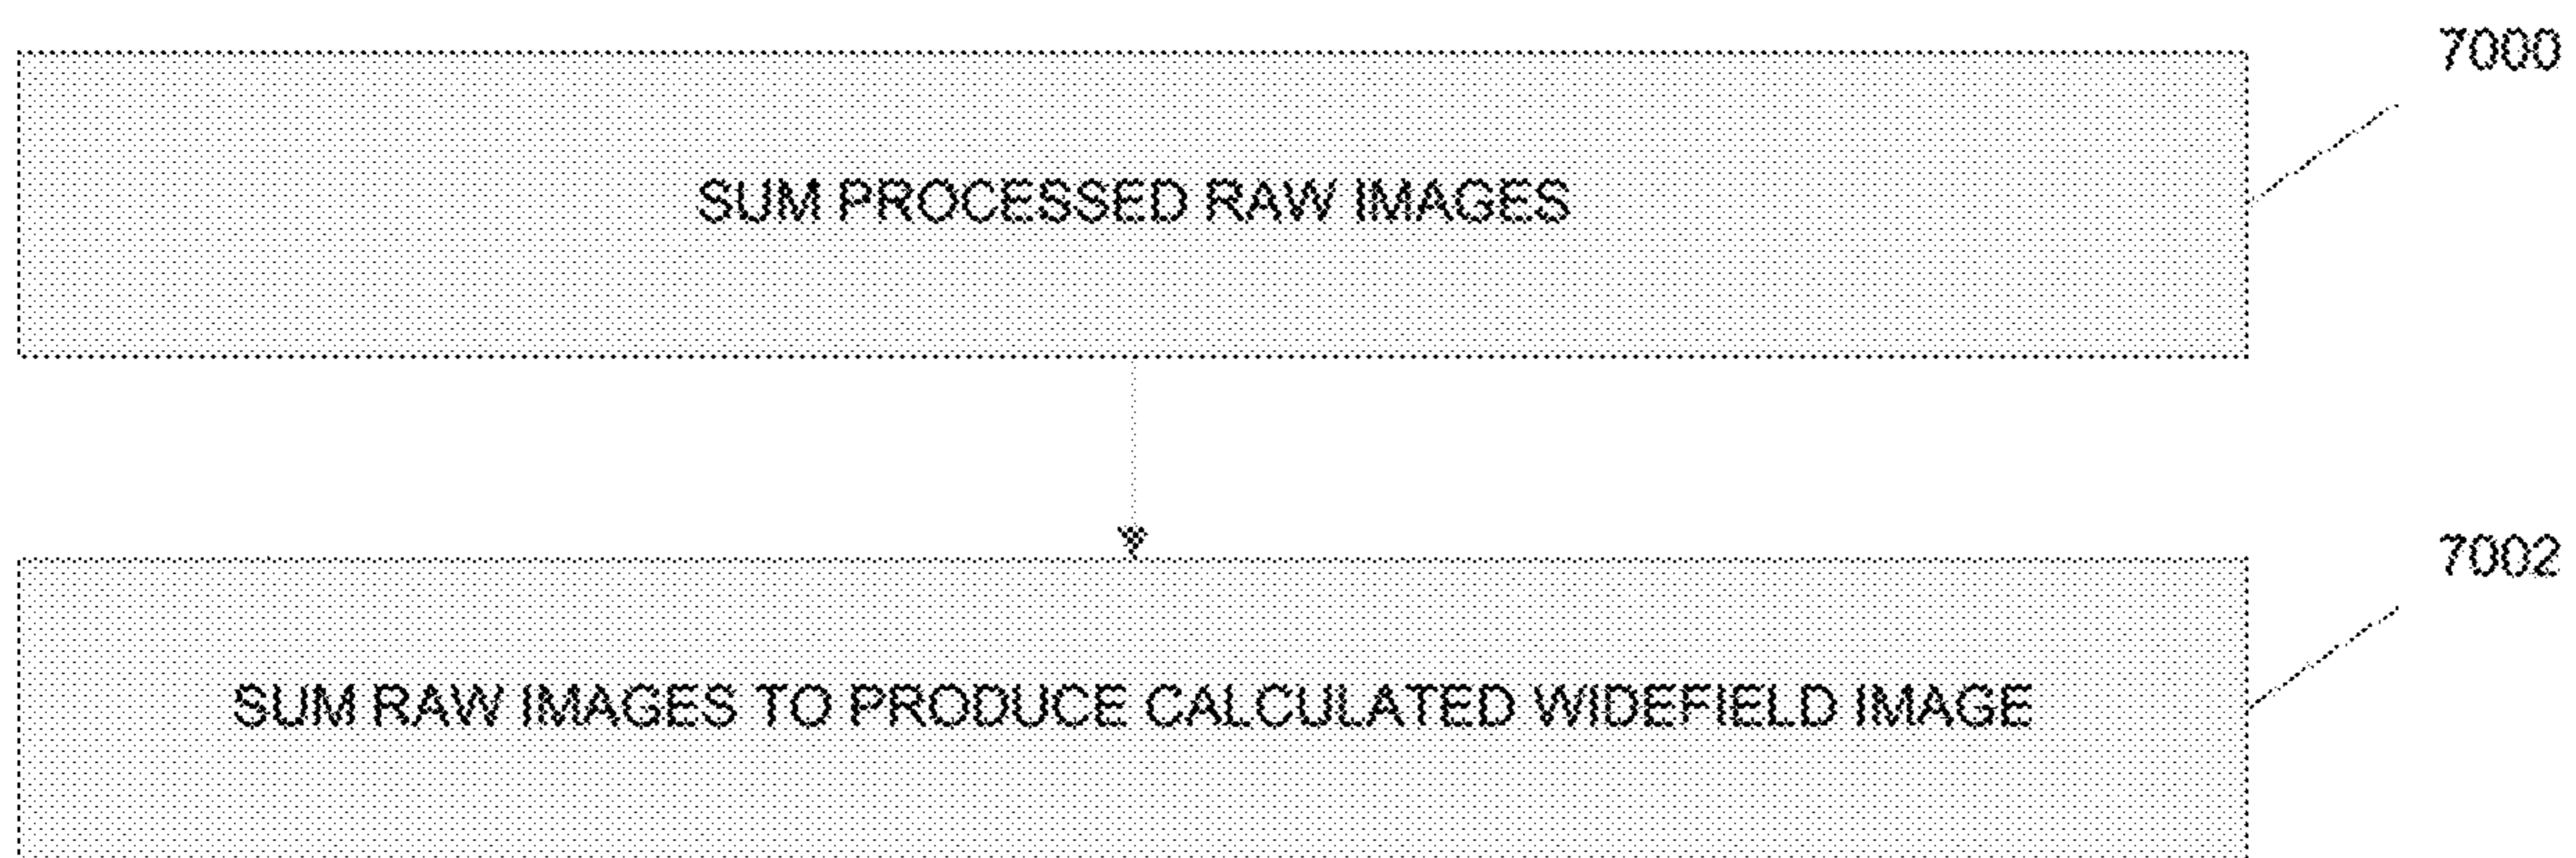 7000
SUM PROCESSED RAW IMAGES
7002
SUM RAW IMAGES TO PRODUCE CALCULATED WIDEFIELD IMAGE